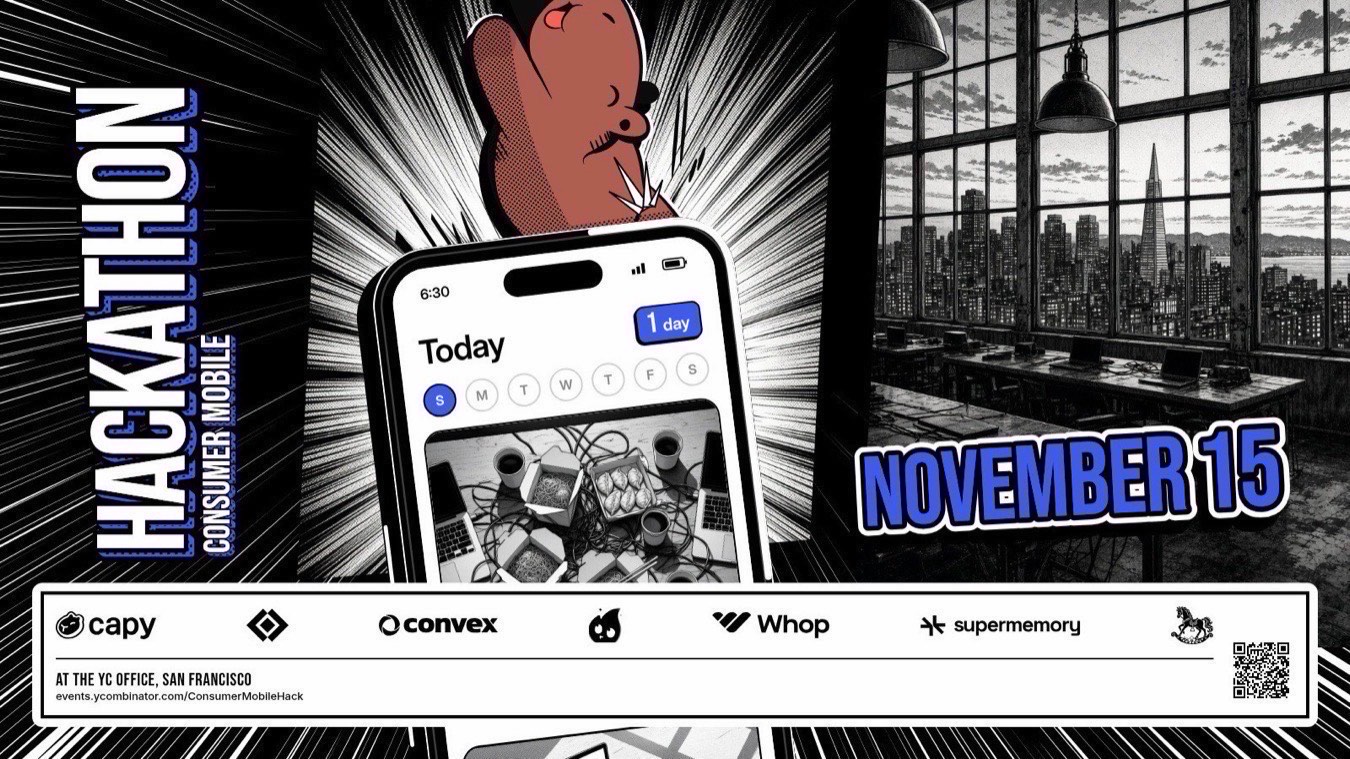 HACKATHON
CONSUMER MOBILE
6:30
Today
1 day
S M T W T F S
NOVEMBER 15
capy
convex
Whop
supermemory
AT THE YC OFFICE, SAN FRANCISCO
events.ycombinator.com/ConsumerMobileHack